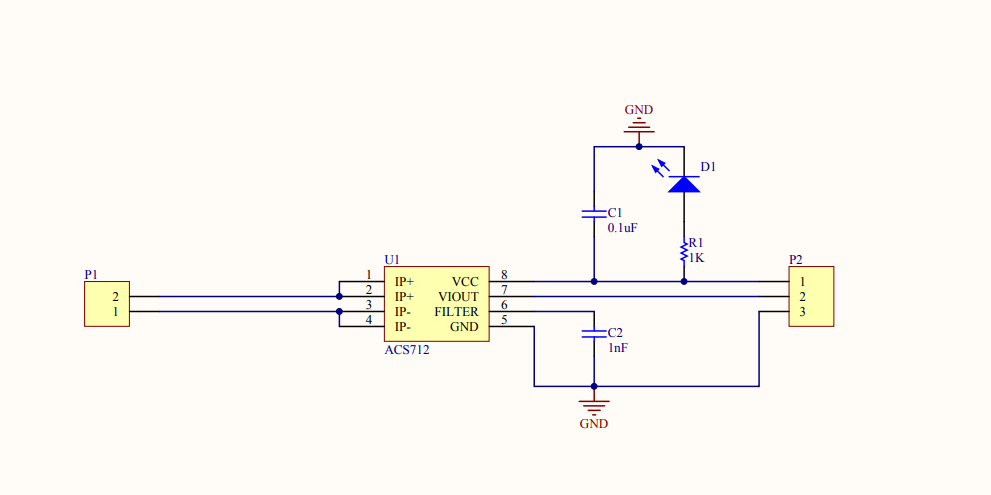 GND
D1
C1
0.1uF
R1
1K
P1
2
1
U1
1 IP+ VCC 8
2 IP+ VIOUT 7
3 IP- FILTER 6
4 IP- GND 5
ACS712
P2
1
2
3
C2
1nF
GND